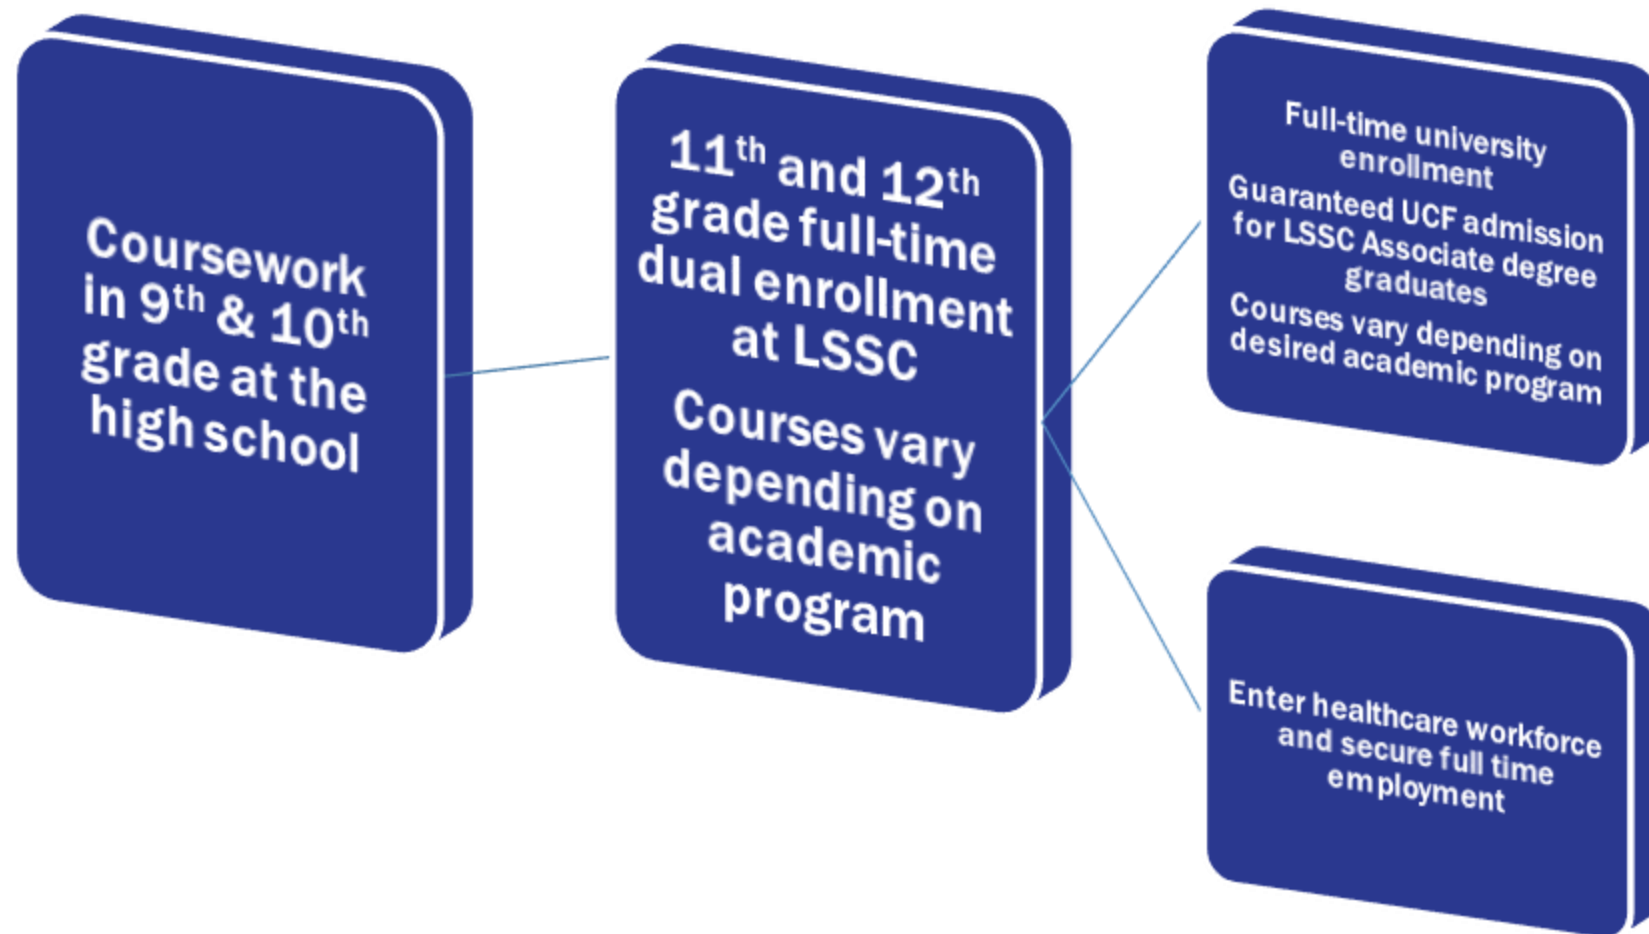 Coursework
in 9th & 10th
grade at the
high school
11th and 12th
grade full-time
dual enrollment
at LSSC
Courses vary
depending on
academic
program
Full-time university
enrollment
Guaranteed UCF admission
for LSSC Associate degree
graduates
Courses vary depending on
desired academic program
Enter healthcare workforce
and secure full time
employment